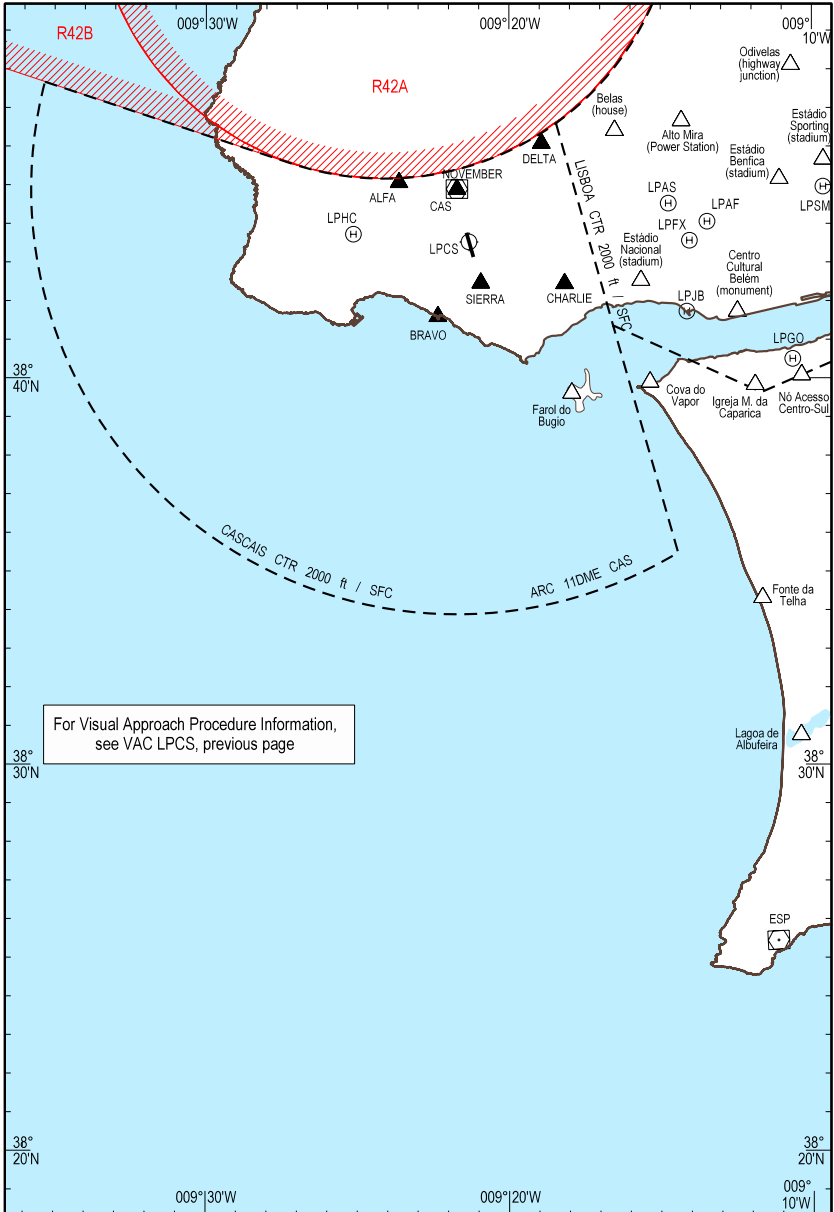 009°30'W
009°20'W
009°
10'W
R42B
R42A
Odivelas
(highway
junction)
Belas
(house)
Alto Mira
(Power Station)
Estádio
Sporting
(stadium)
Estádio
Benfica
(stadium)
DELTA
NOVEMBER
ALFA
CAS
LPHC
LPCS
LPAS
LPAF
LPFX
LPSM
LISBOA CTR 2000 ft / SFC
Estádio
Nacional
(stadium)
Centro
Cultural
Belém
(monument)
SIERRA
CHARLIE
BRAVO
LPJB
LPGO
38°
40'N
38°
40'N
Farol do
Bugio
Cova do
Vapor
Igreja M. da
Caparica
Nó Acesso
Centro-Sul
CASCAIS CTR 2000 ft / SFC
ARC 11DME CAS
Fonte da
Telha
For Visual Approach Procedure Information,
see VAC LPCS, previous page
Lagoa de
Albufeira
38°
30'N
38°
30'N
ESP
38°
20'N
38°
20'N
009°30'W
009°20'W
009°
10'W